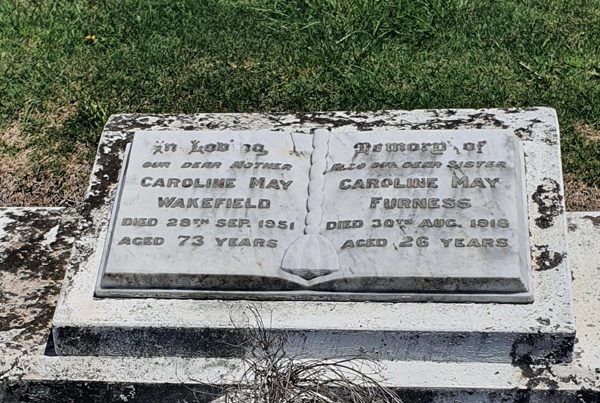 In Loving Memory of
OUR DEAR MOTHER
CAROLINE MAY
WAKEFIELD
DIED 28TH SEP. 1951
AGED 73 YEARS
ALSO OUR DEAR SISTER
CAROLINE MAY
FURNESS
DIED 30TH AUG. 1918
AGED 26 YEARS